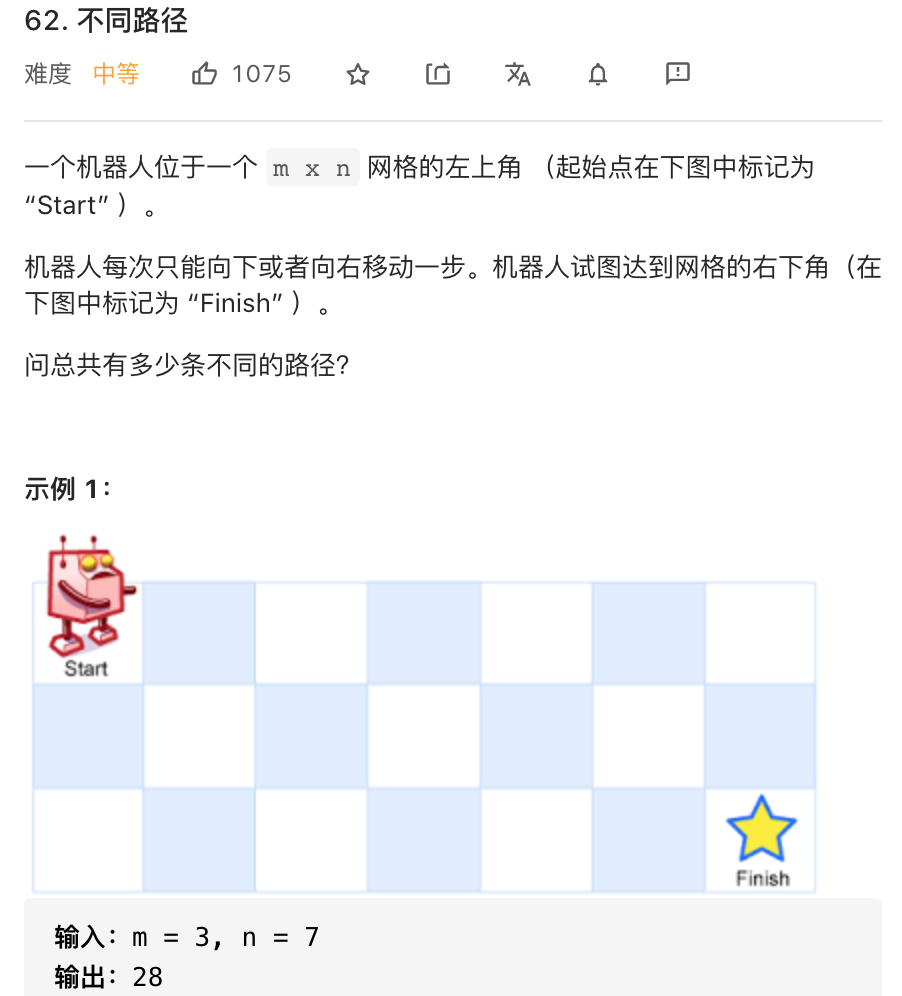 62. 不同路径
难度 中等 1075
一个机器人位于一个 m x n 网格的左上角 （起始点在下图中标记为
“Start” ）。
机器人每次只能向下或者向右移动一步。机器人试图达到网格的右下角（在
下图中标记为 “Finish” ）。
问总共有多少条不同的路径？
示例 1：
Start
Finish
输入：m = 3, n = 7
输出：28